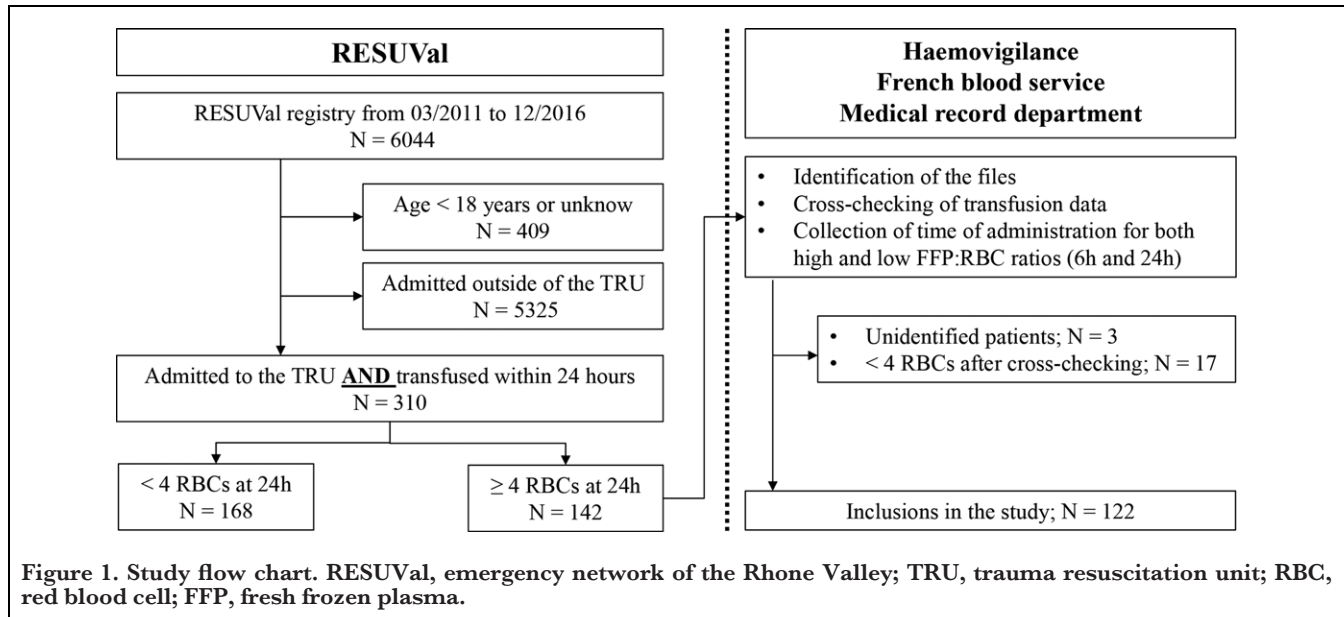 RESUVal
RESUVal registry from 03/2011 to 12/2016
N = 6044
Age < 18 years or unknow
N = 409
Admitted outside of the TRU
N = 5325
Admitted to the TRU AND transfused within 24 hours
N = 310
< 4 RBCs at 24h
N = 168
≥ 4 RBCs at 24h
N = 142
Haemovigilance
French blood service
Medical record department
• Identification of the files
• Cross-checking of transfusion data
• Collection of time of administration for both
high and low FFP:RBC ratios (6h and 24h)
• Unidentified patients; N = 3
• < 4 RBCs after cross-checking; N = 17
Inclusions in the study; N = 122
Figure 1. Study flow chart. RESUVal, emergency network of the Rhone Valley; TRU, trauma resuscitation unit; RBC,
red blood cell; FFP, fresh frozen plasma.